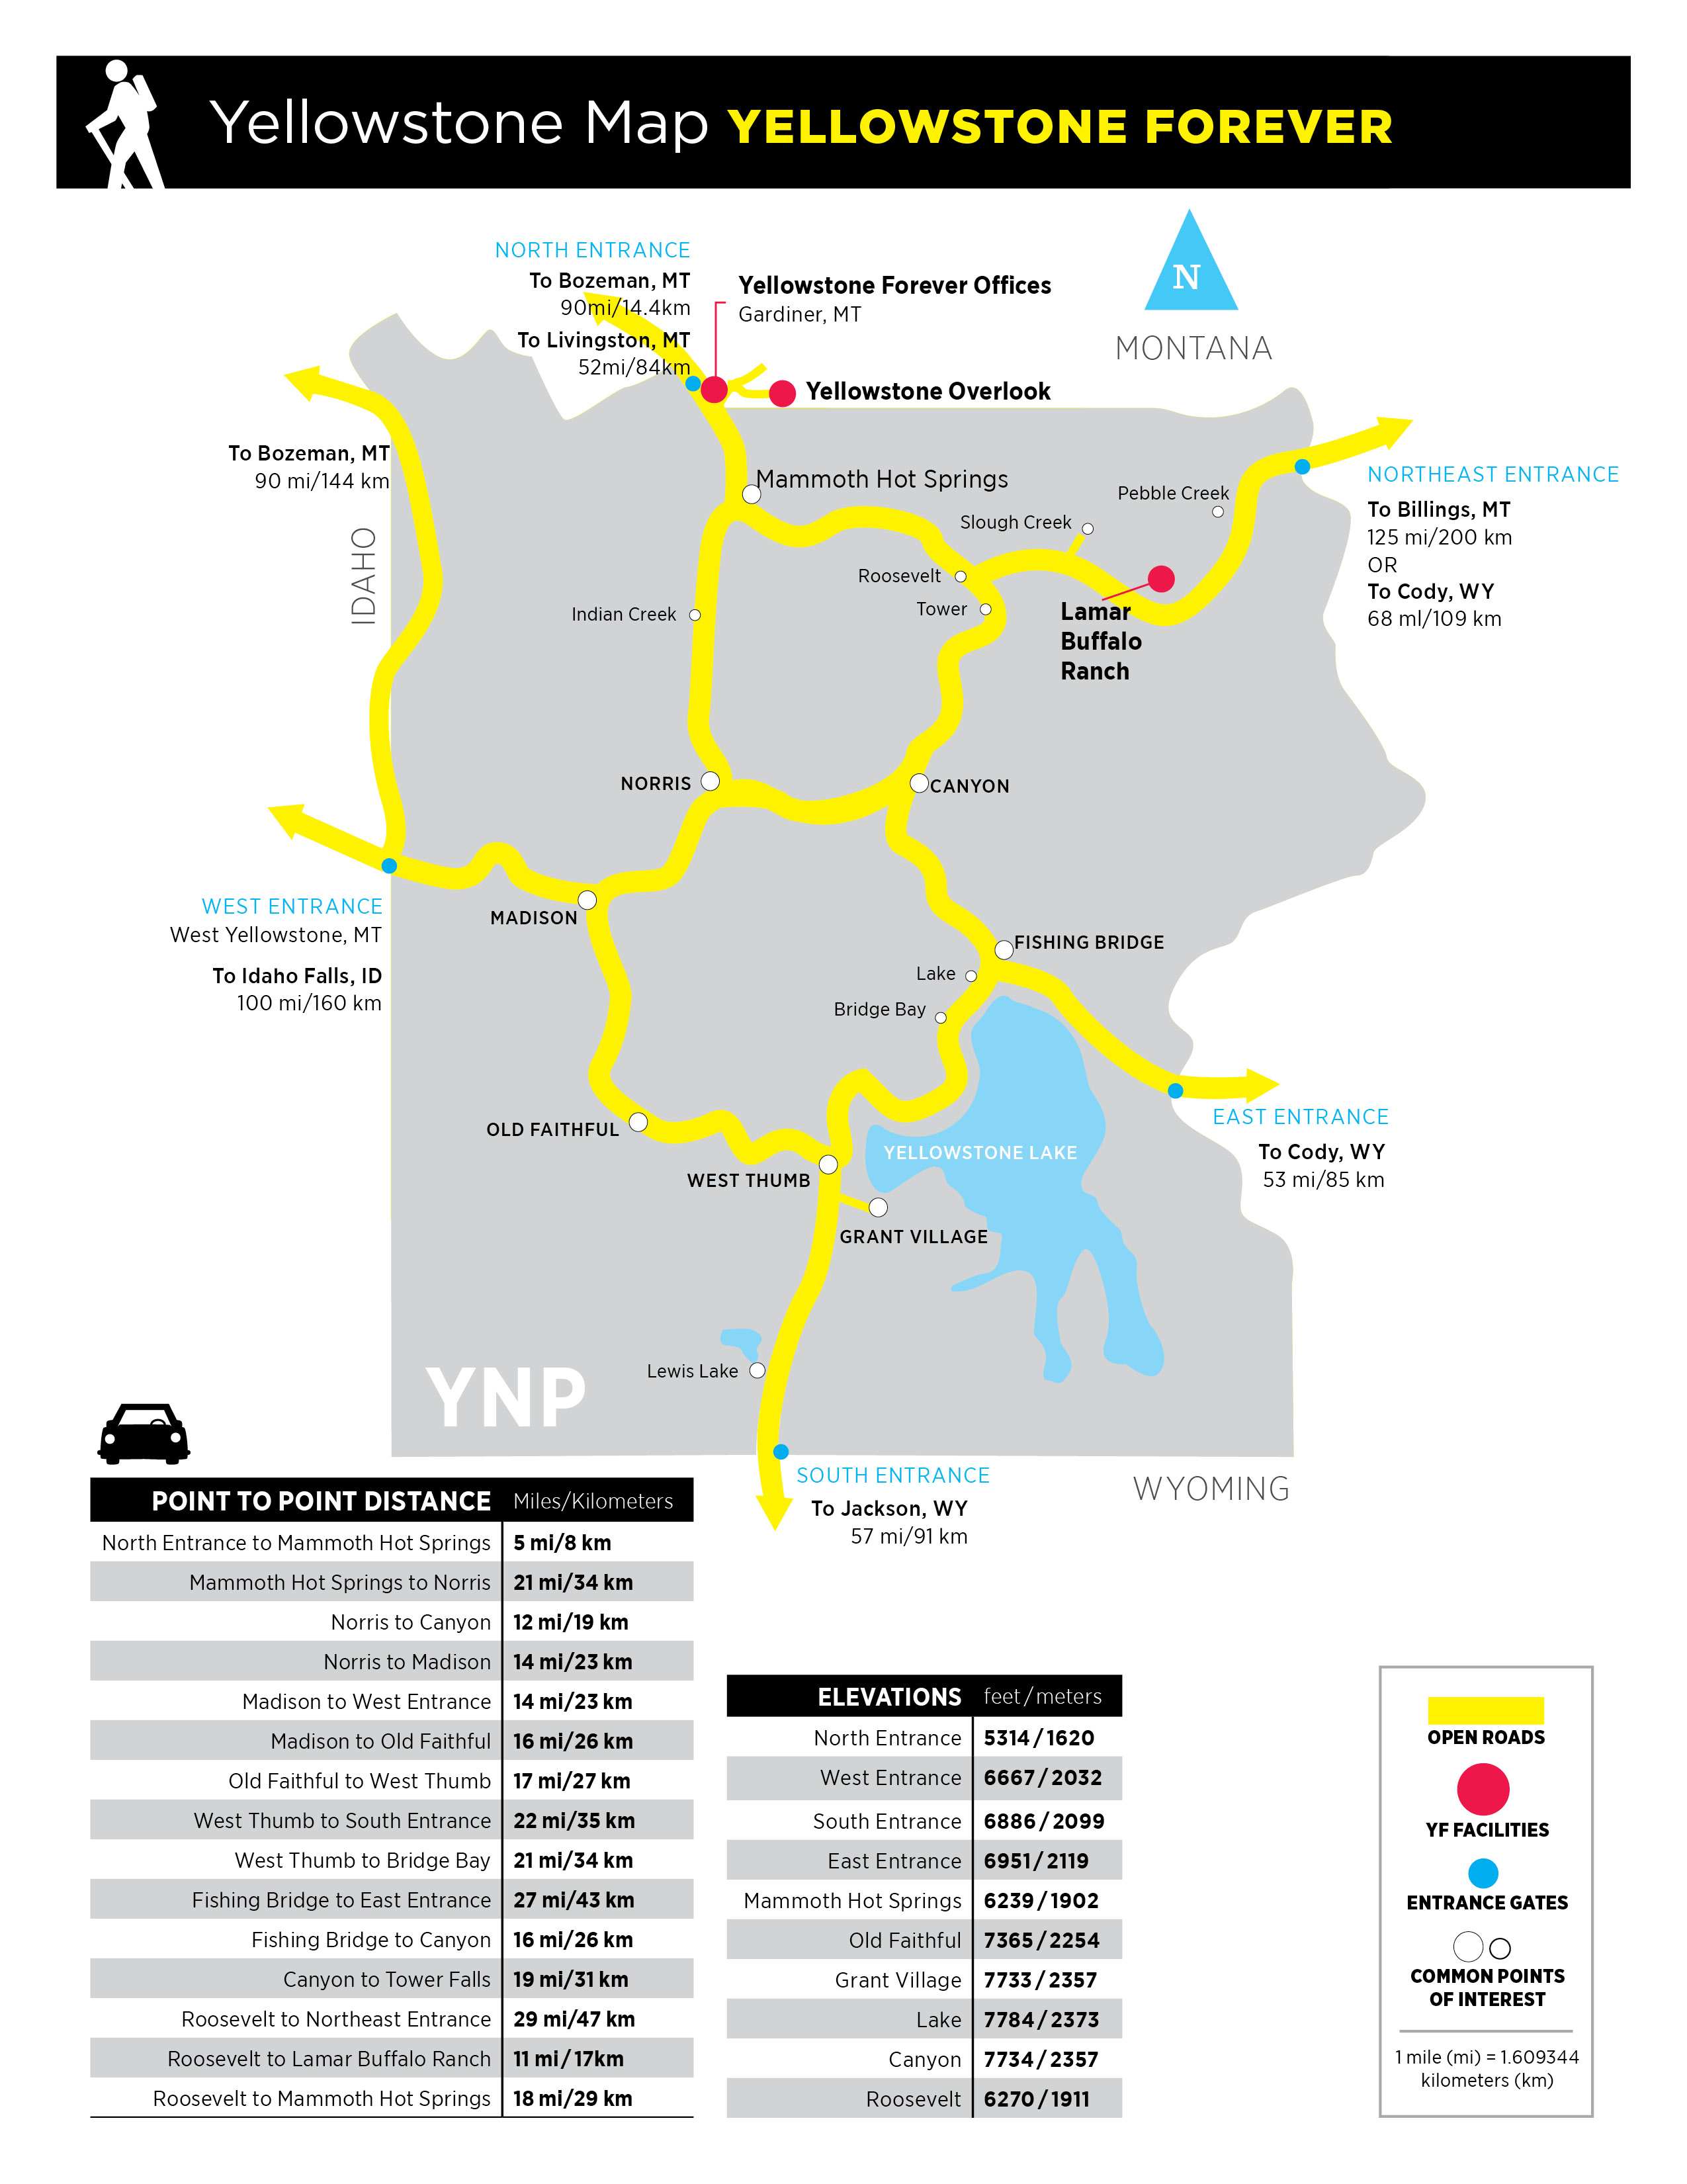 Yellowstone Map YELLOWSTONE FOREVER
NORTH ENTRANCE
To Bozeman, MT
90mi/14.4km
To Livingston, MT
52mi/84km
Yellowstone Forever Offices
Gardiner, MT
N
MONTANA
Yellowstone Overlook
To Bozeman, MT
90 mi/144 km
IDAHO
Mammoth Hot Springs
NORTHEAST ENTRANCE
To Billings, MT
125 mi/200 km
OR
To Cody, WY
68 ml/109 km
Pebble Creek
Slough Creek
Roosevelt
Tower
Indian Creek
Lamar
Buffalo
Ranch
NORRIS
CANYON
WEST ENTRANCE
West Yellowstone, MT
To Idaho Falls, ID
100 mi/160 km
MADISON
FISHING BRIDGE
Lake
Bridge Bay
EAST ENTRANCE
To Cody, WY
53 mi/85 km
OLD FAITHFUL
YELLOWSTONE LAKE
WEST THUMB
GRANT VILLAGE
Lewis Lake
YNP
SOUTH ENTRANCE
To Jackson, WY
57 mi/91 km
WYOMING
POINT TO POINT DISTANCE Miles/Kilometers
North Entrance to Mammoth Hot Springs 5 mi/8 km
Mammoth Hot Springs to Norris 21 mi/34 km
Norris to Canyon 12 mi/19 km
Norris to Madison 14 mi/23 km
Madison to West Entrance 14 mi/23 km
Madison to Old Faithful 16 mi/26 km
Old Faithful to West Thumb 17 mi/27 km
West Thumb to South Entrance 22 mi/35 km
West Thumb to Bridge Bay 21 mi/34 km
Fishing Bridge to East Entrance 27 mi/43 km
Fishing Bridge to Canyon 16 mi/26 km
Canyon to Tower Falls 19 mi/31 km
Roosevelt to Northeast Entrance 29 mi/47 km
Roosevelt to Lamar Buffalo Ranch 11 mi/17km
Roosevelt to Mammoth Hot Springs 18 mi/29 km
ELEVATIONS feet/meters
North Entrance 5314/1620
West Entrance 6667/2032
South Entrance 6886/2099
East Entrance 6951/2119
Mammoth Hot Springs 6239/1902
Old Faithful 7365/2254
Grant Village 7733/2357
Lake 7784/2373
Canyon 7734/2357
Roosevelt 6270/1911
OPEN ROADS
YF FACILITIES
ENTRANCE GATES
COMMON POINTS
OF INTEREST
1 mile (mi) = 1.609344
kilometers (km)